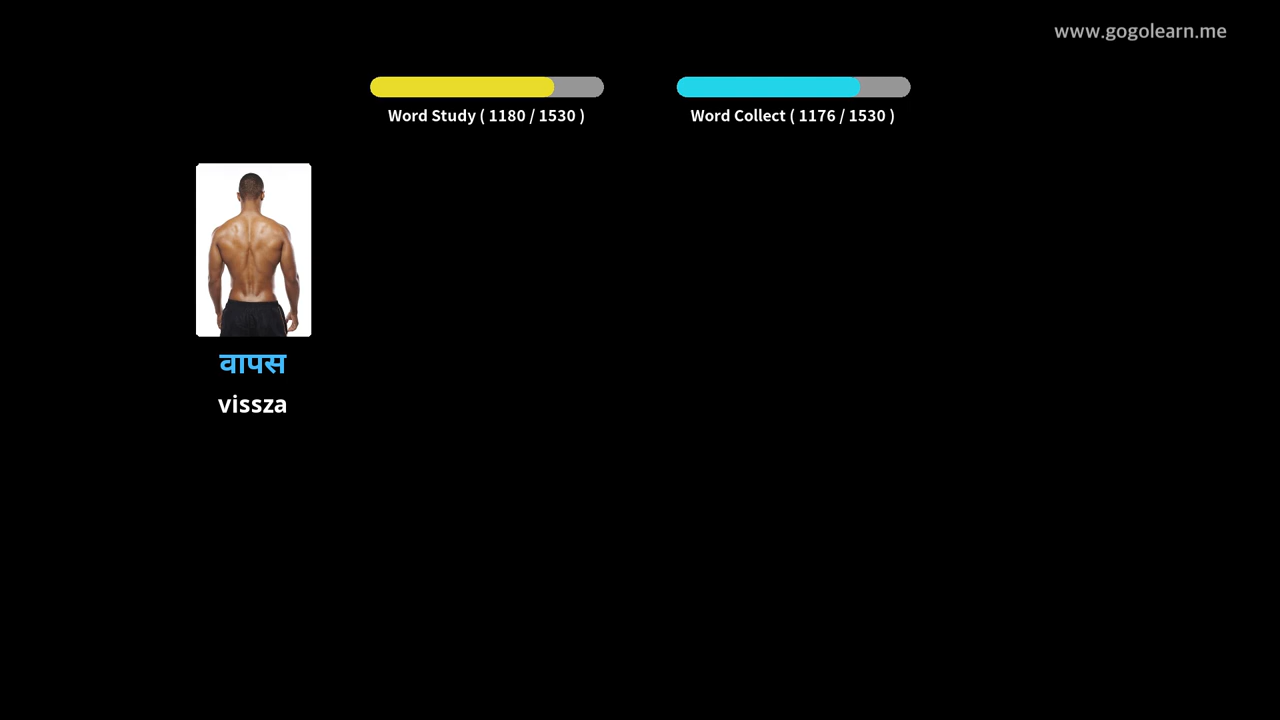 www.gogolearn.me
Word Study ( 1180 / 1530 )
Word Collect ( 1176 / 1530 )
वापस
vissza